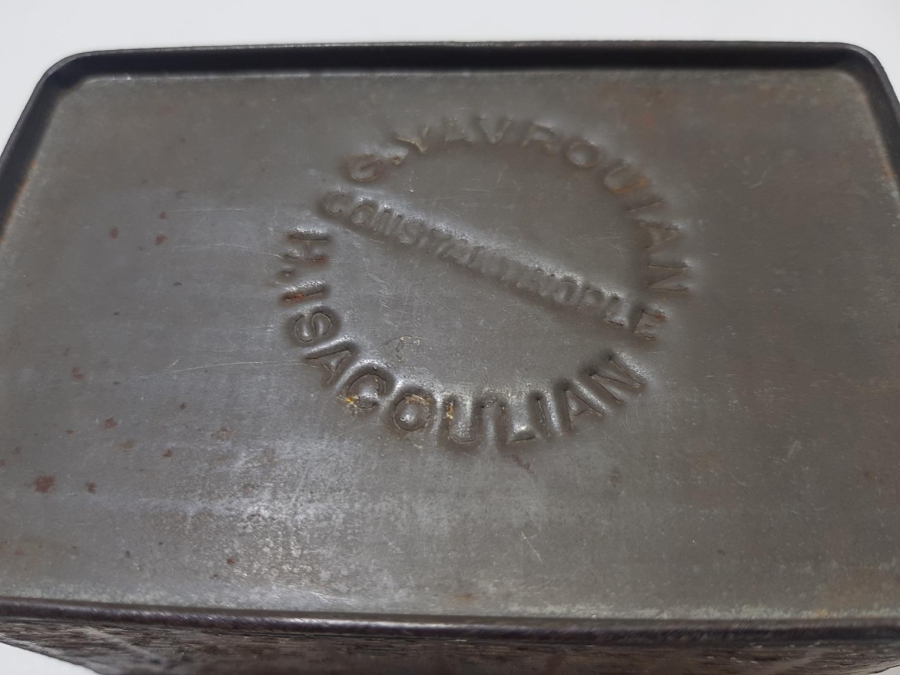 G. YAVROUIAN
CONSTANTINOPLE
H. ISACOULIAN